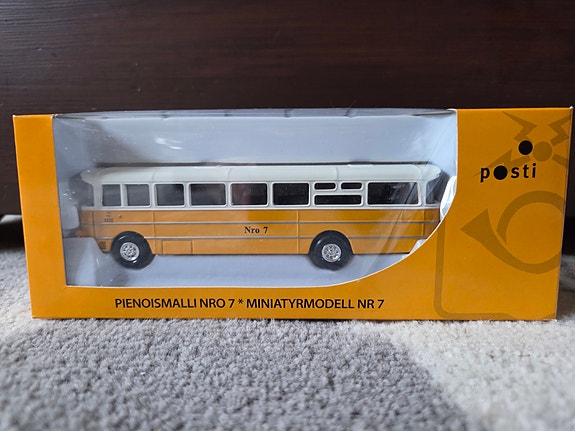 posti
Nro 7
PIENOISMALLI NRO 7 * MINIATYRMODELL NR 7